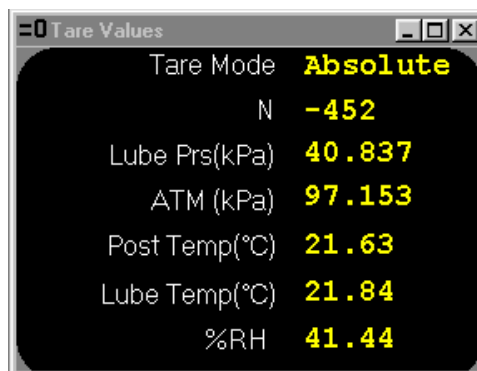 =0 Tare Values
Tare Mode Absolute
N -452
Lube Prs(kPa) 40.837
ATM (kPa) 97.153
Post Temp(°C) 21.63
Lube Temp(°C) 21.84
%RH 41.44